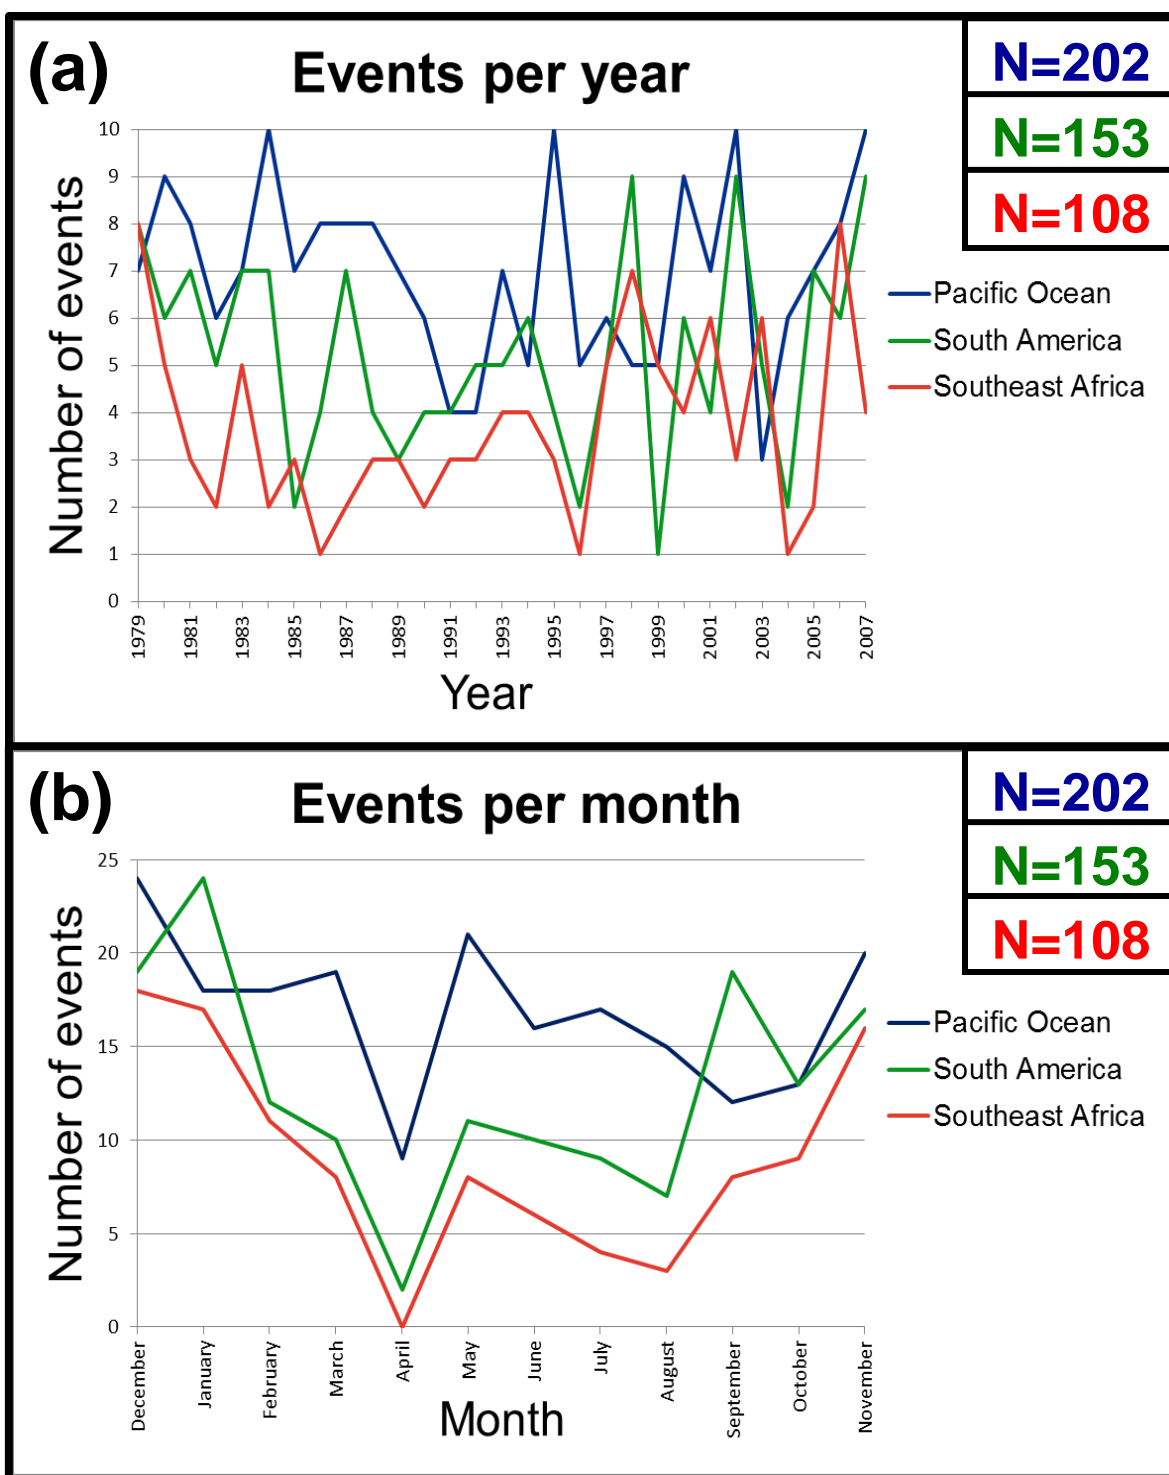 (a)
Events per year
N=202
N=153
N=108
Number of events
10
9
8
7
6
5
4
3
2
1
0
1979
1981
1983
1985
1987
1989
1991
1993
1995
1997
1999
2001
2003
2005
2007
Year
Pacific Ocean
South America
Southeast Africa
(b)
Events per month
N=202
N=153
N=108
Number of events
25
20
15
10
5
0
December
January
February
March
April
May
June
July
August
September
October
November
Month
Pacific Ocean
South America
Southeast Africa